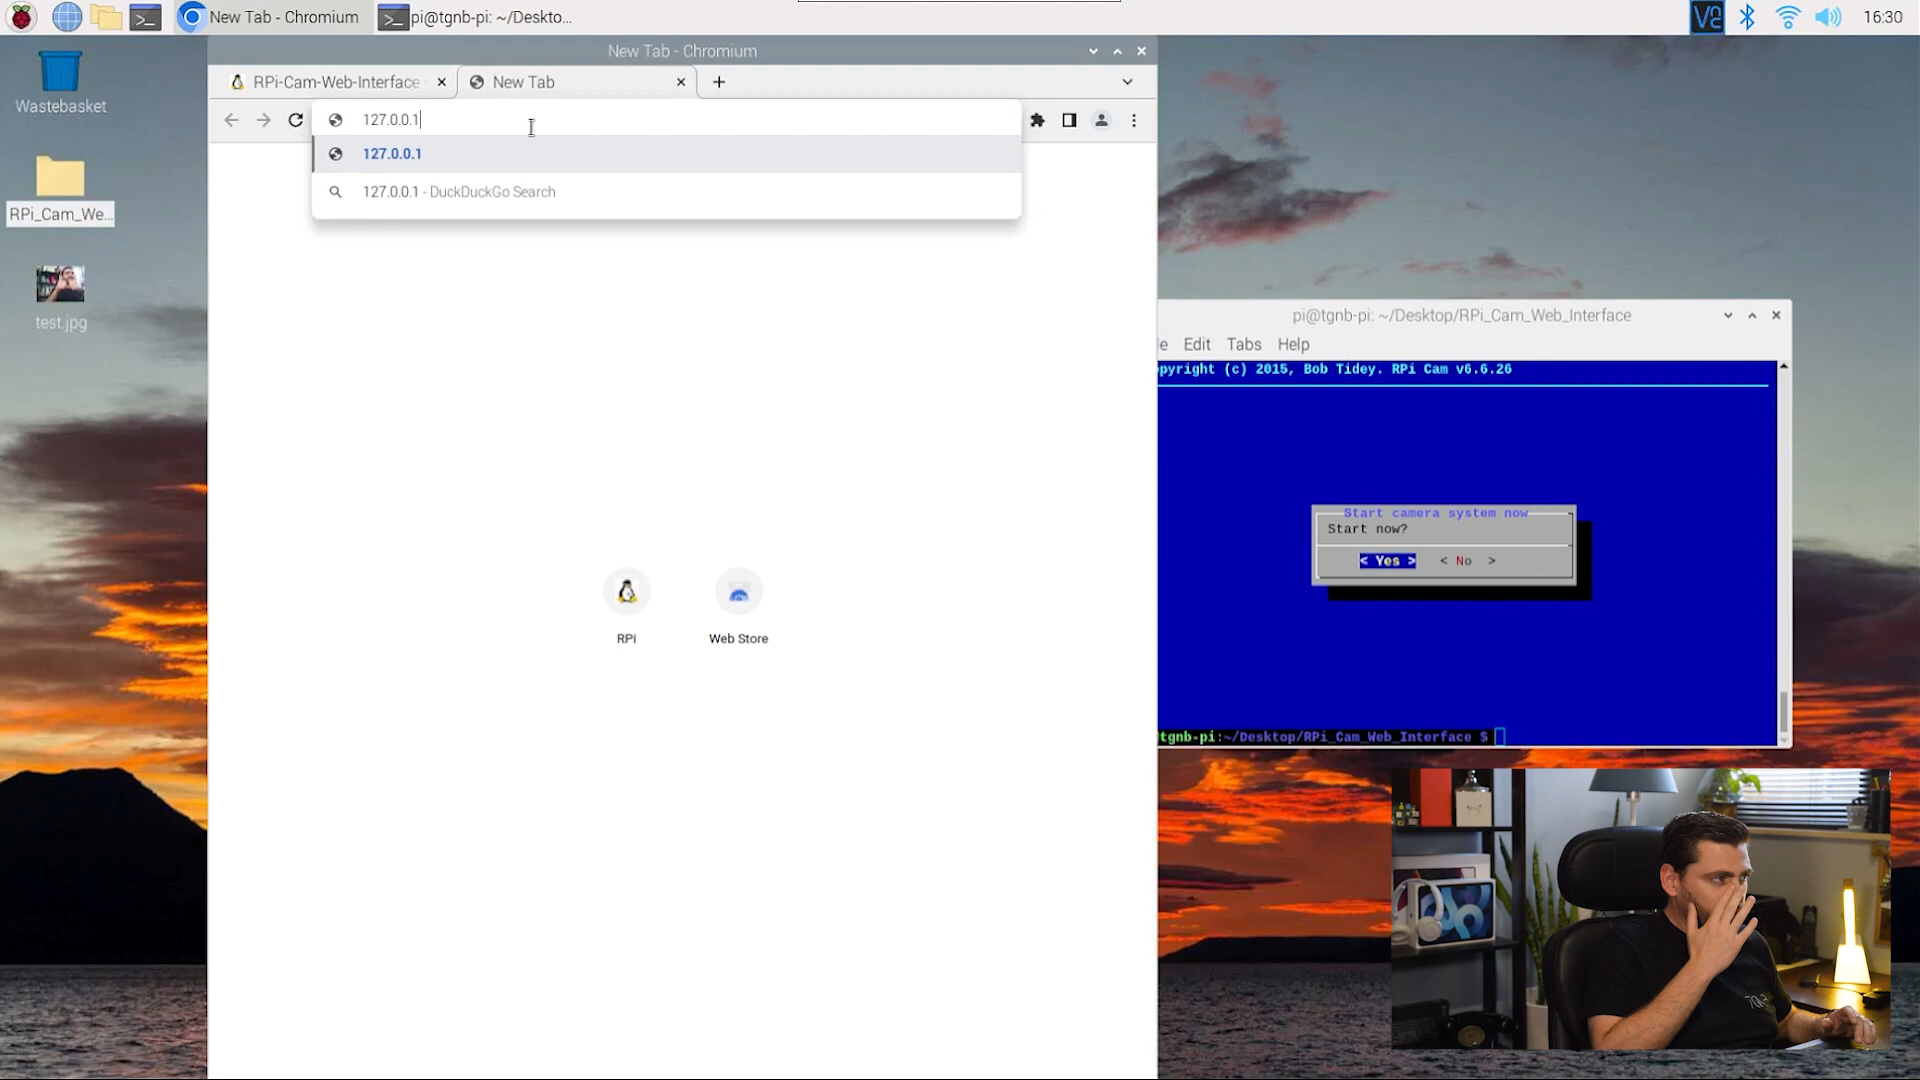 New Tab - Chromium
pi@tgnb-pi: ~/Deskto...
16:30
Wastebasket
RPi_Cam_We...
test.jpg
New Tab - Chromium
RPi-Cam-Web-Interface
New Tab
127.0.0.1
127.0.0.1
127.0.0.1 - DuckDuckGo Search
RPi
Web Store
pi@tgnb-pi: ~/Desktop/RPi_Cam_Web_Interface
le Edit Tabs Help
opyright (c) 2015, Bob Tidey. RPi Cam v6.6.26
Start camera system now
Start now?
< Yes > < No >
tgnb-pi:~/Desktop/RPi_Cam_Web_Interface $